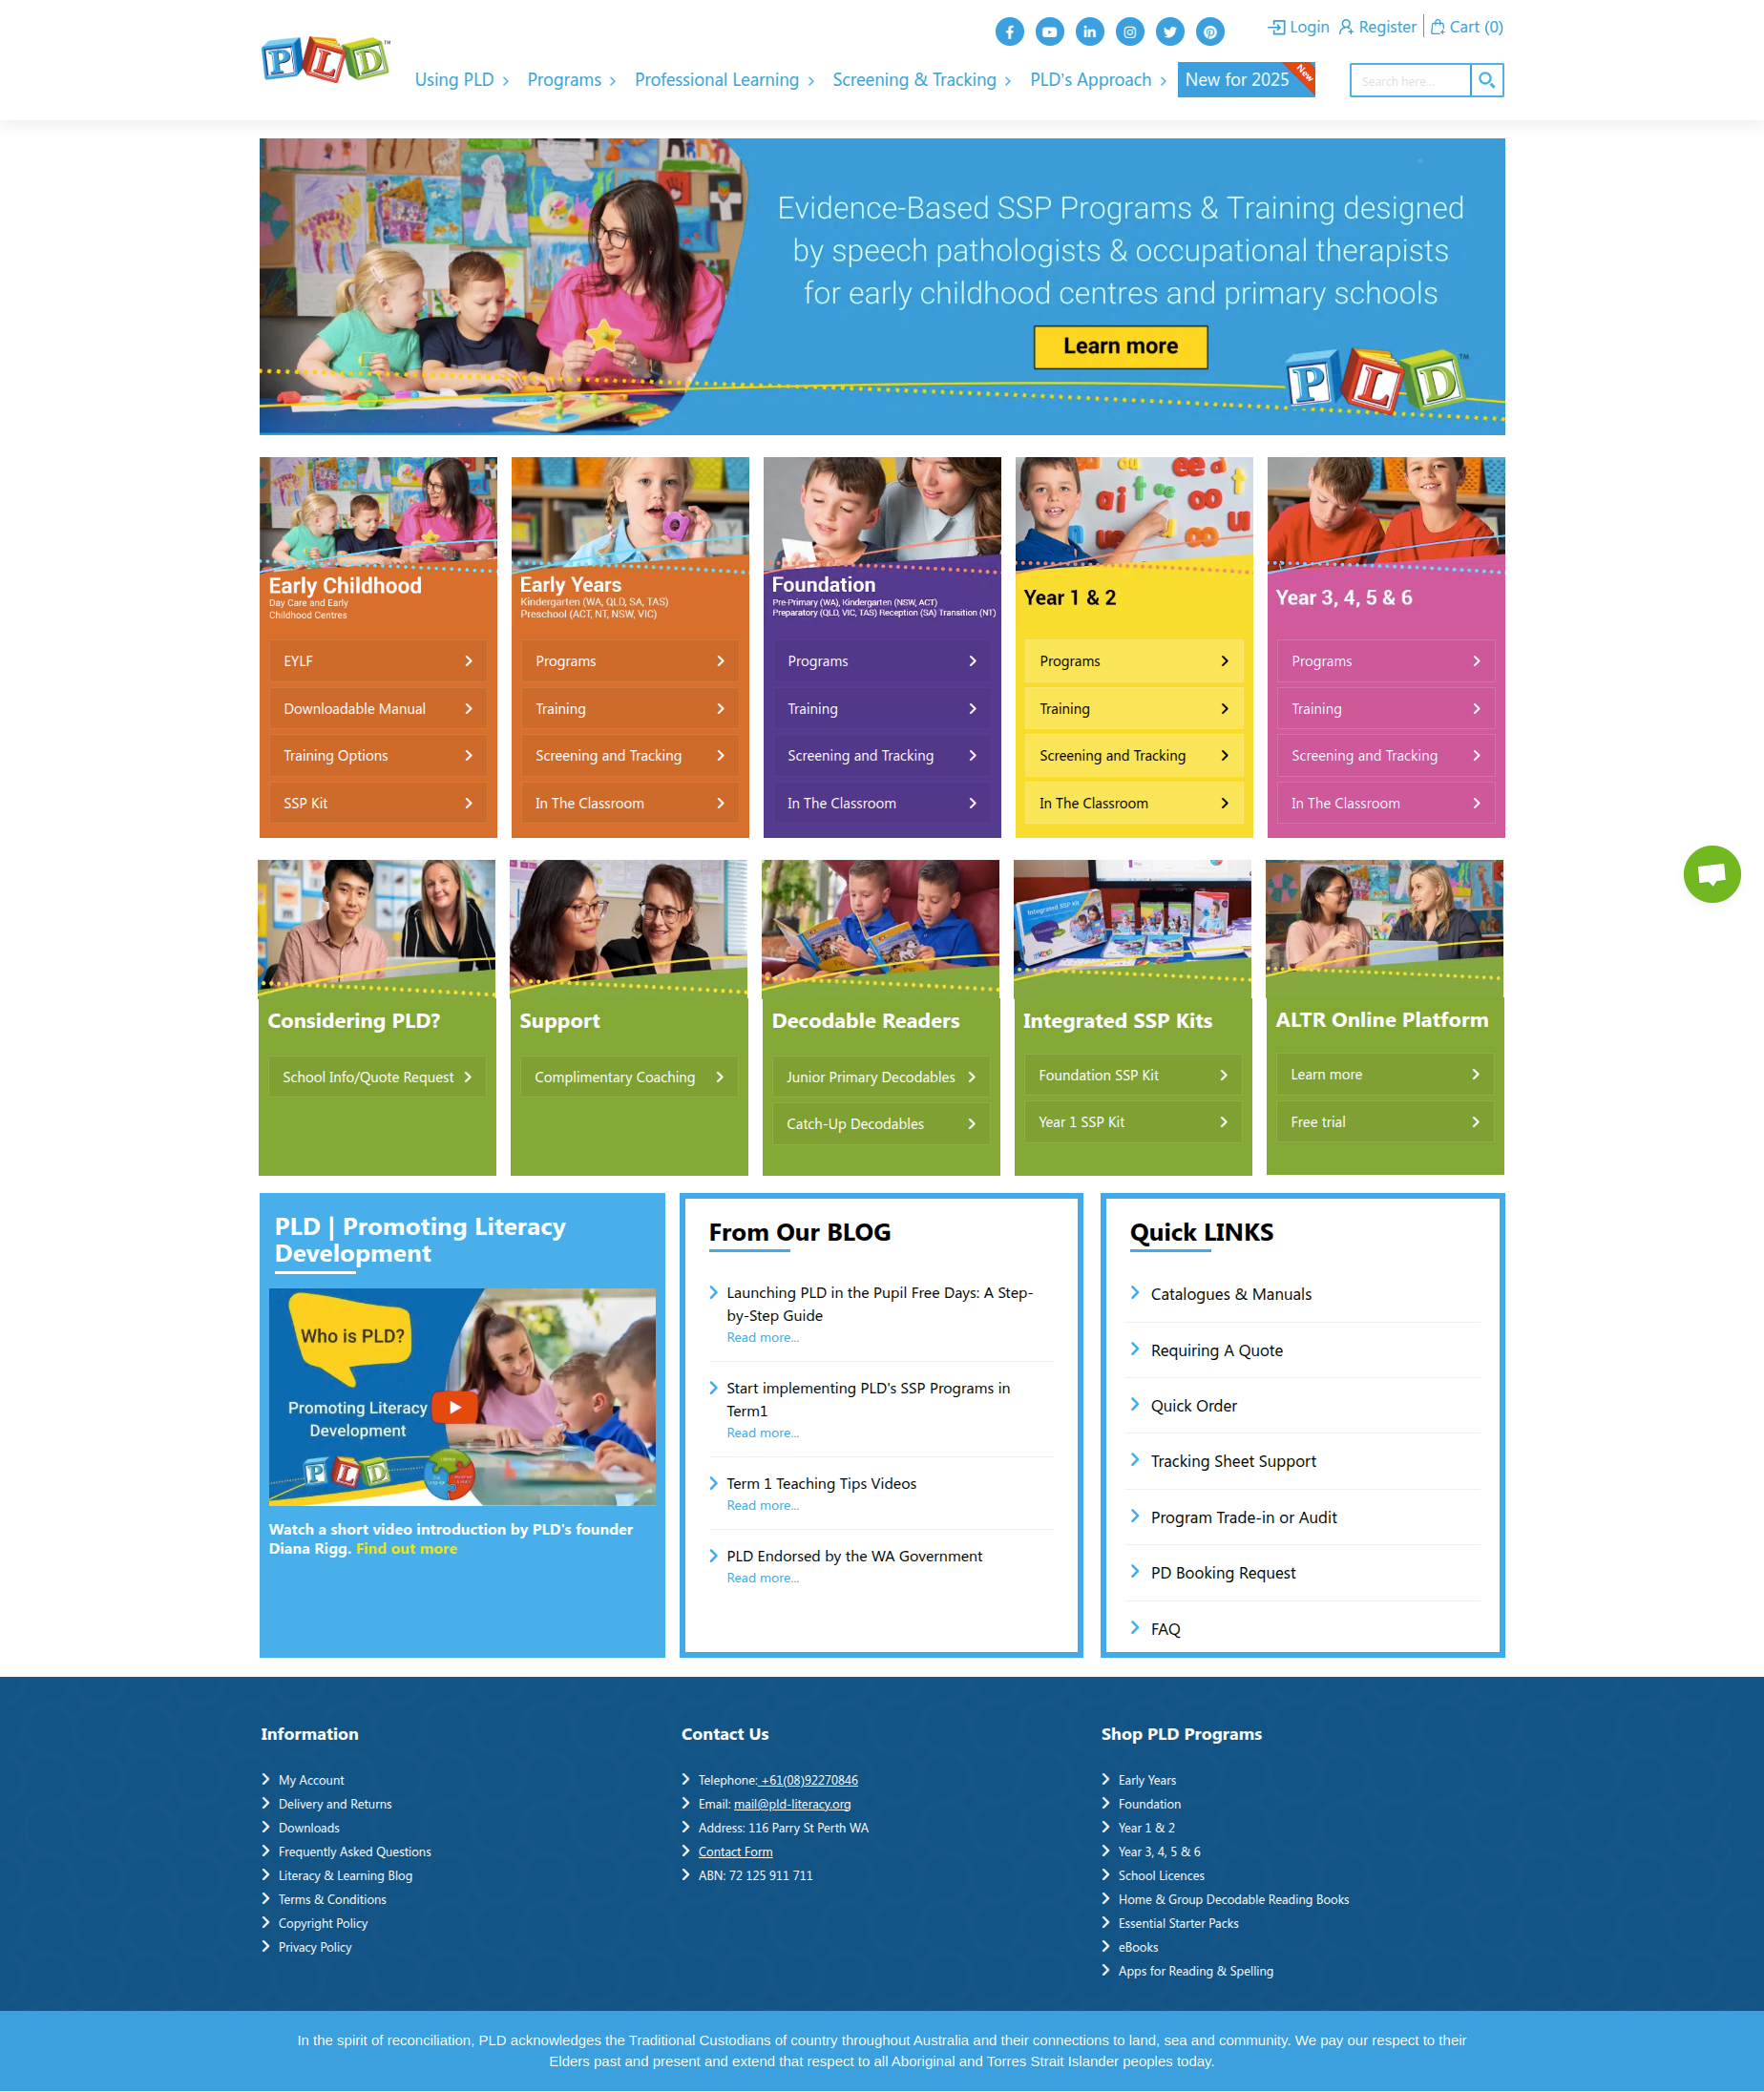 Login
Register
Cart (0)
PLD™
Using PLD
Programs
Professional Learning
Screening & Tracking
PLD's Approach
New for 2025
New
Search here...
Evidence-Based SSP Programs & Training designed
by speech pathologists & occupational therapists
for early childhood centres and primary schools
Learn more
PLD™
Early Childhood
Day Care and Early
Childhood Centres
EYLF
Downloadable Manual
Training Options
SSP Kit
Early Years
Kindergarten (WA, QLD, SA, TAS)
Preschool (ACT, NT, NSW, VIC)
Programs
Training
Screening and Tracking
In The Classroom
Foundation
Pre-Primary (WA), Kindergarten (NSW, ACT)
Preparatory (QLD, VIC, TAS) Reception (SA) Transition (NT)
Programs
Training
Screening and Tracking
In The Classroom
ou
ee
ai
oo
oo
ue
u
Year 1 & 2
Programs
Training
Screening and Tracking
In The Classroom
Year 3, 4, 5 & 6
Programs
Training
Screening and Tracking
In The Classroom
Considering PLD?
School Info/Quote Request
Support
Complimentary Coaching
Decodable Readers
Junior Primary Decodables
Catch-Up Decodables
Integrated SSP Kit
Integrated SSP Kits
Foundation SSP Kit
Year 1 SSP Kit
ALTR Online Platform
Learn more
Free trial
PLD | Promoting Literacy
Development
Who is PLD?
Promoting Literacy
Development
PLD
Watch a short video introduction by PLD's founder
Diana Rigg. Find out more
From Our BLOG
Launching PLD in the Pupil Free Days: A Step-
by-Step Guide
Read more...
Start implementing PLD's SSP Programs in
Term1
Read more...
Term 1 Teaching Tips Videos
Read more...
PLD Endorsed by the WA Government
Read more...
Quick LINKS
Catalogues & Manuals
Requiring A Quote
Quick Order
Tracking Sheet Support
Program Trade-in or Audit
PD Booking Request
FAQ
Information
My Account
Delivery and Returns
Downloads
Frequently Asked Questions
Literacy & Learning Blog
Terms & Conditions
Copyright Policy
Privacy Policy
Contact Us
Telephone: +61(08)92270846
Email: mail@pld-literacy.org
Address: 116 Parry St Perth WA
Contact Form
ABN: 72 125 911 711
Shop PLD Programs
Early Years
Foundation
Year 1 & 2
Year 3, 4, 5 & 6
School Licences
Home & Group Decodable Reading Books
Essential Starter Packs
eBooks
Apps for Reading & Spelling
In the spirit of reconciliation, PLD acknowledges the Traditional Custodians of country throughout Australia and their connections to land, sea and community. We pay our respect to their
Elders past and present and extend that respect to all Aboriginal and Torres Strait Islander peoples today.